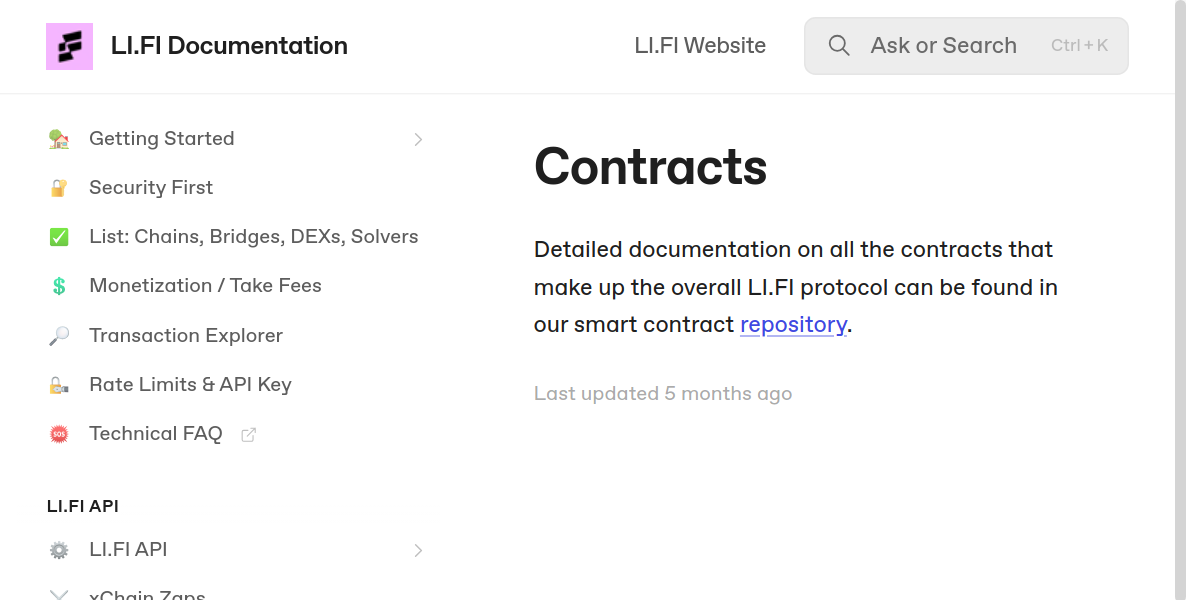 LI.FI Documentation
LI.FI Website
Ask or Search
Ctrl + K
Getting Started
Security First
List: Chains, Bridges, DEXs, Solvers
Monetization / Take Fees
Transaction Explorer
Rate Limits & API Key
SOS
Technical FAQ
LI.FI API
LI.FI API
xChain Zaps
Contracts
Detailed documentation on all the contracts that
make up the overall LI.FI protocol can be found in
our smart contract repository.
Last updated 5 months ago